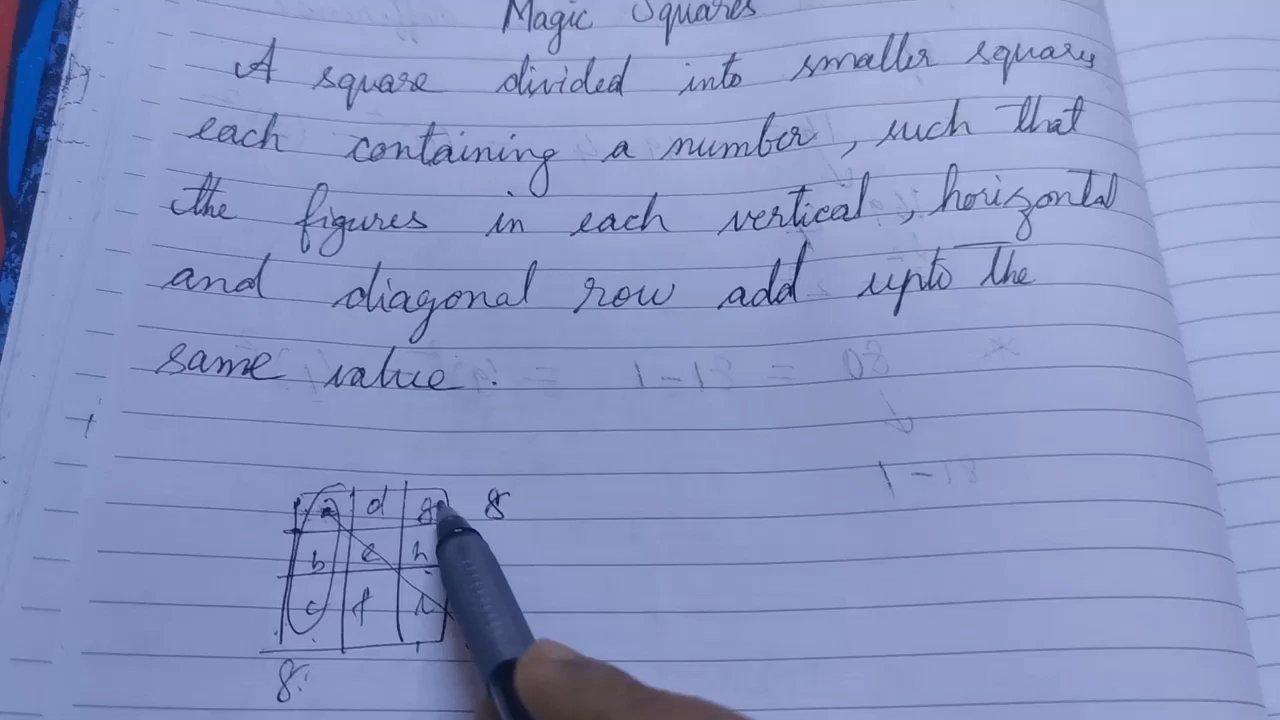 Magic Squares
A square divided into smaller squares
each containing a number, such that
the figures in each vertical, horizontal
and diagonal row add upto the
same value.
a d g 8
b e h
c f i
8